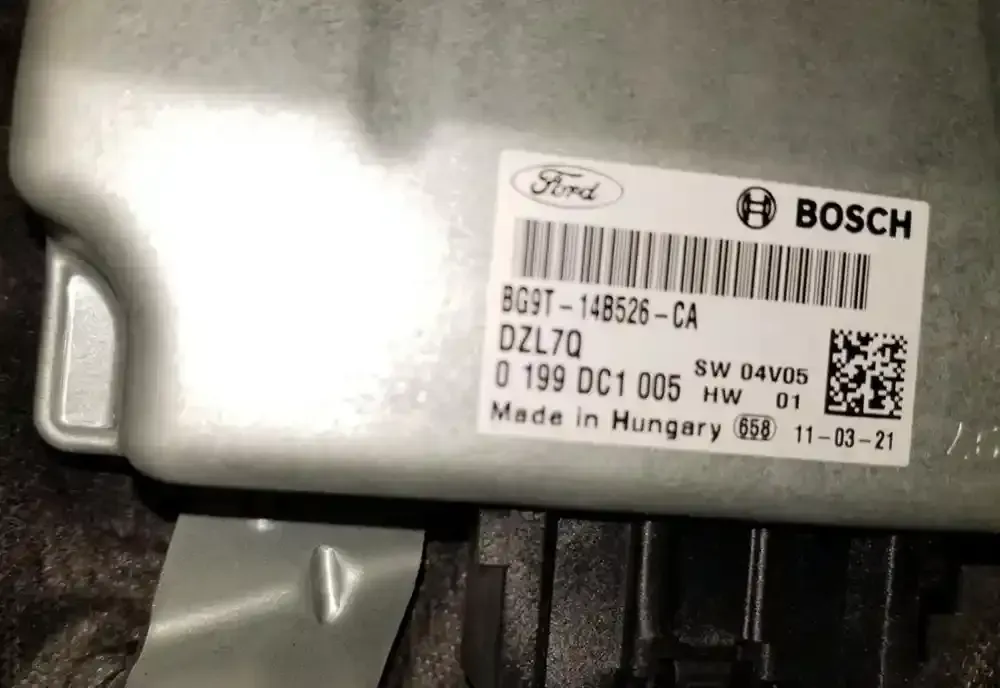 Ford
BOSCH
BG9T-14B526-CA
DZL7Q
0 199 DC1 005 SW 04V05
HW 01
Made in Hungary 658 11-03-21